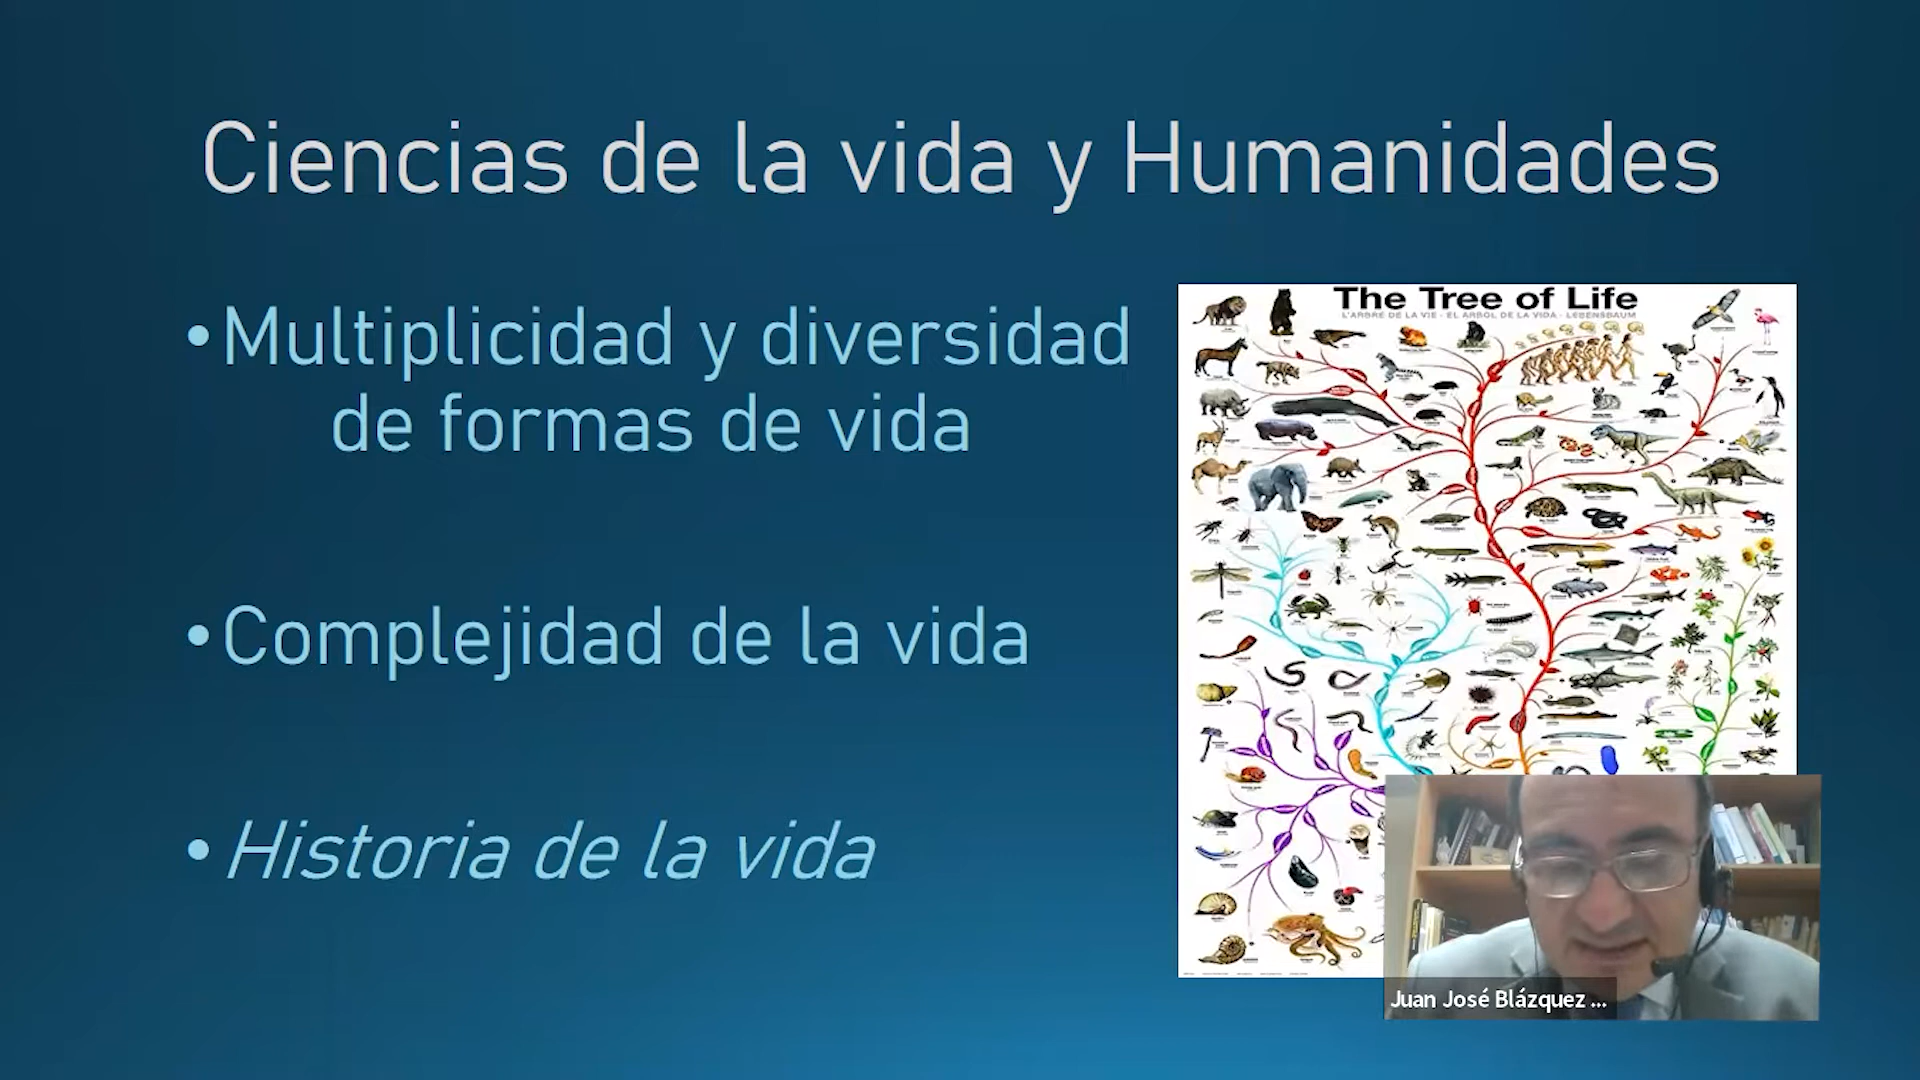 Ciencias de la vida y Humanidades
•Multiplicidad y diversidad
de formas de vida
•Complejidad de la vida
•Historia de la vida
The Tree of Life
L'ARBRE DE LA VIE - EL ARBOL DE LA VIDA - LEBENSBAUM
Juan José Blázquez ...